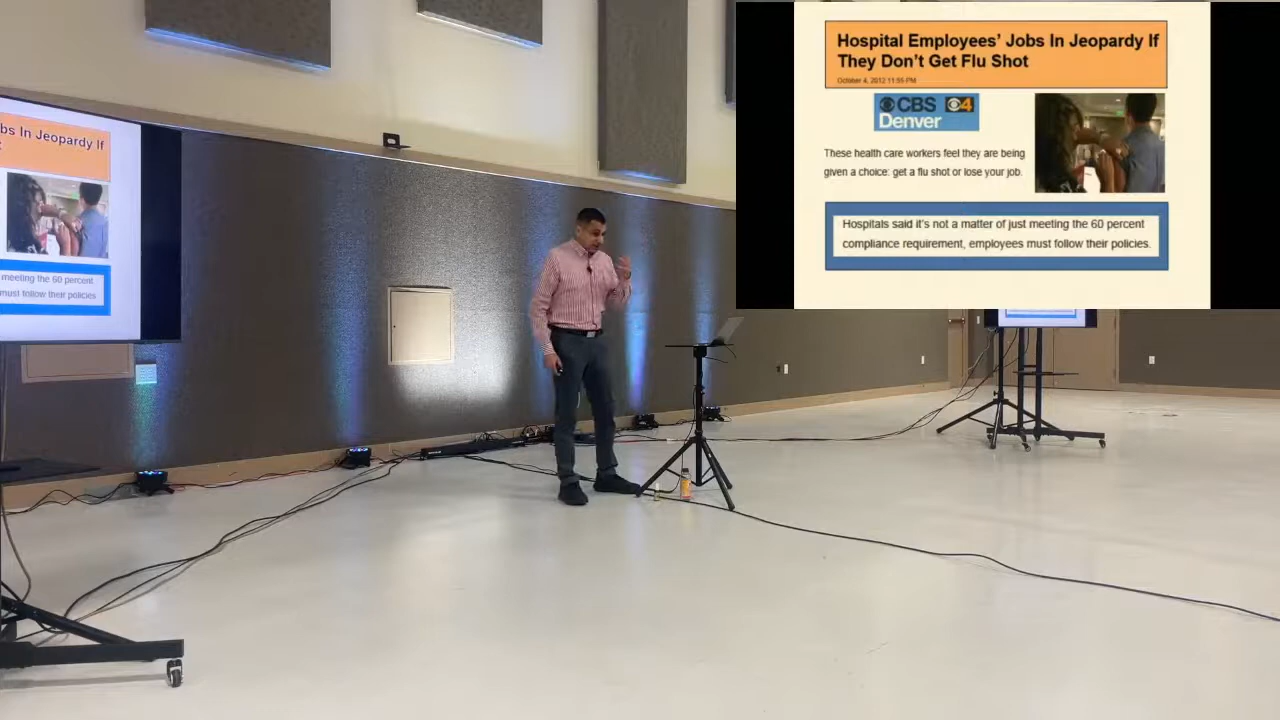 Hospital Employees' Jobs In Jeopardy If
They Don't Get Flu Shot
October 4, 2012 11:55 PM
CBS 4
Denver
These health care workers feel they are being
given a choice: get a flu shot or lose your job.
Hospitals said it's not a matter of just meeting the 60 percent
compliance requirement, employees must follow their policies.
bs In Jeopardy If
t
meeting the 60 percent
must follow their policies